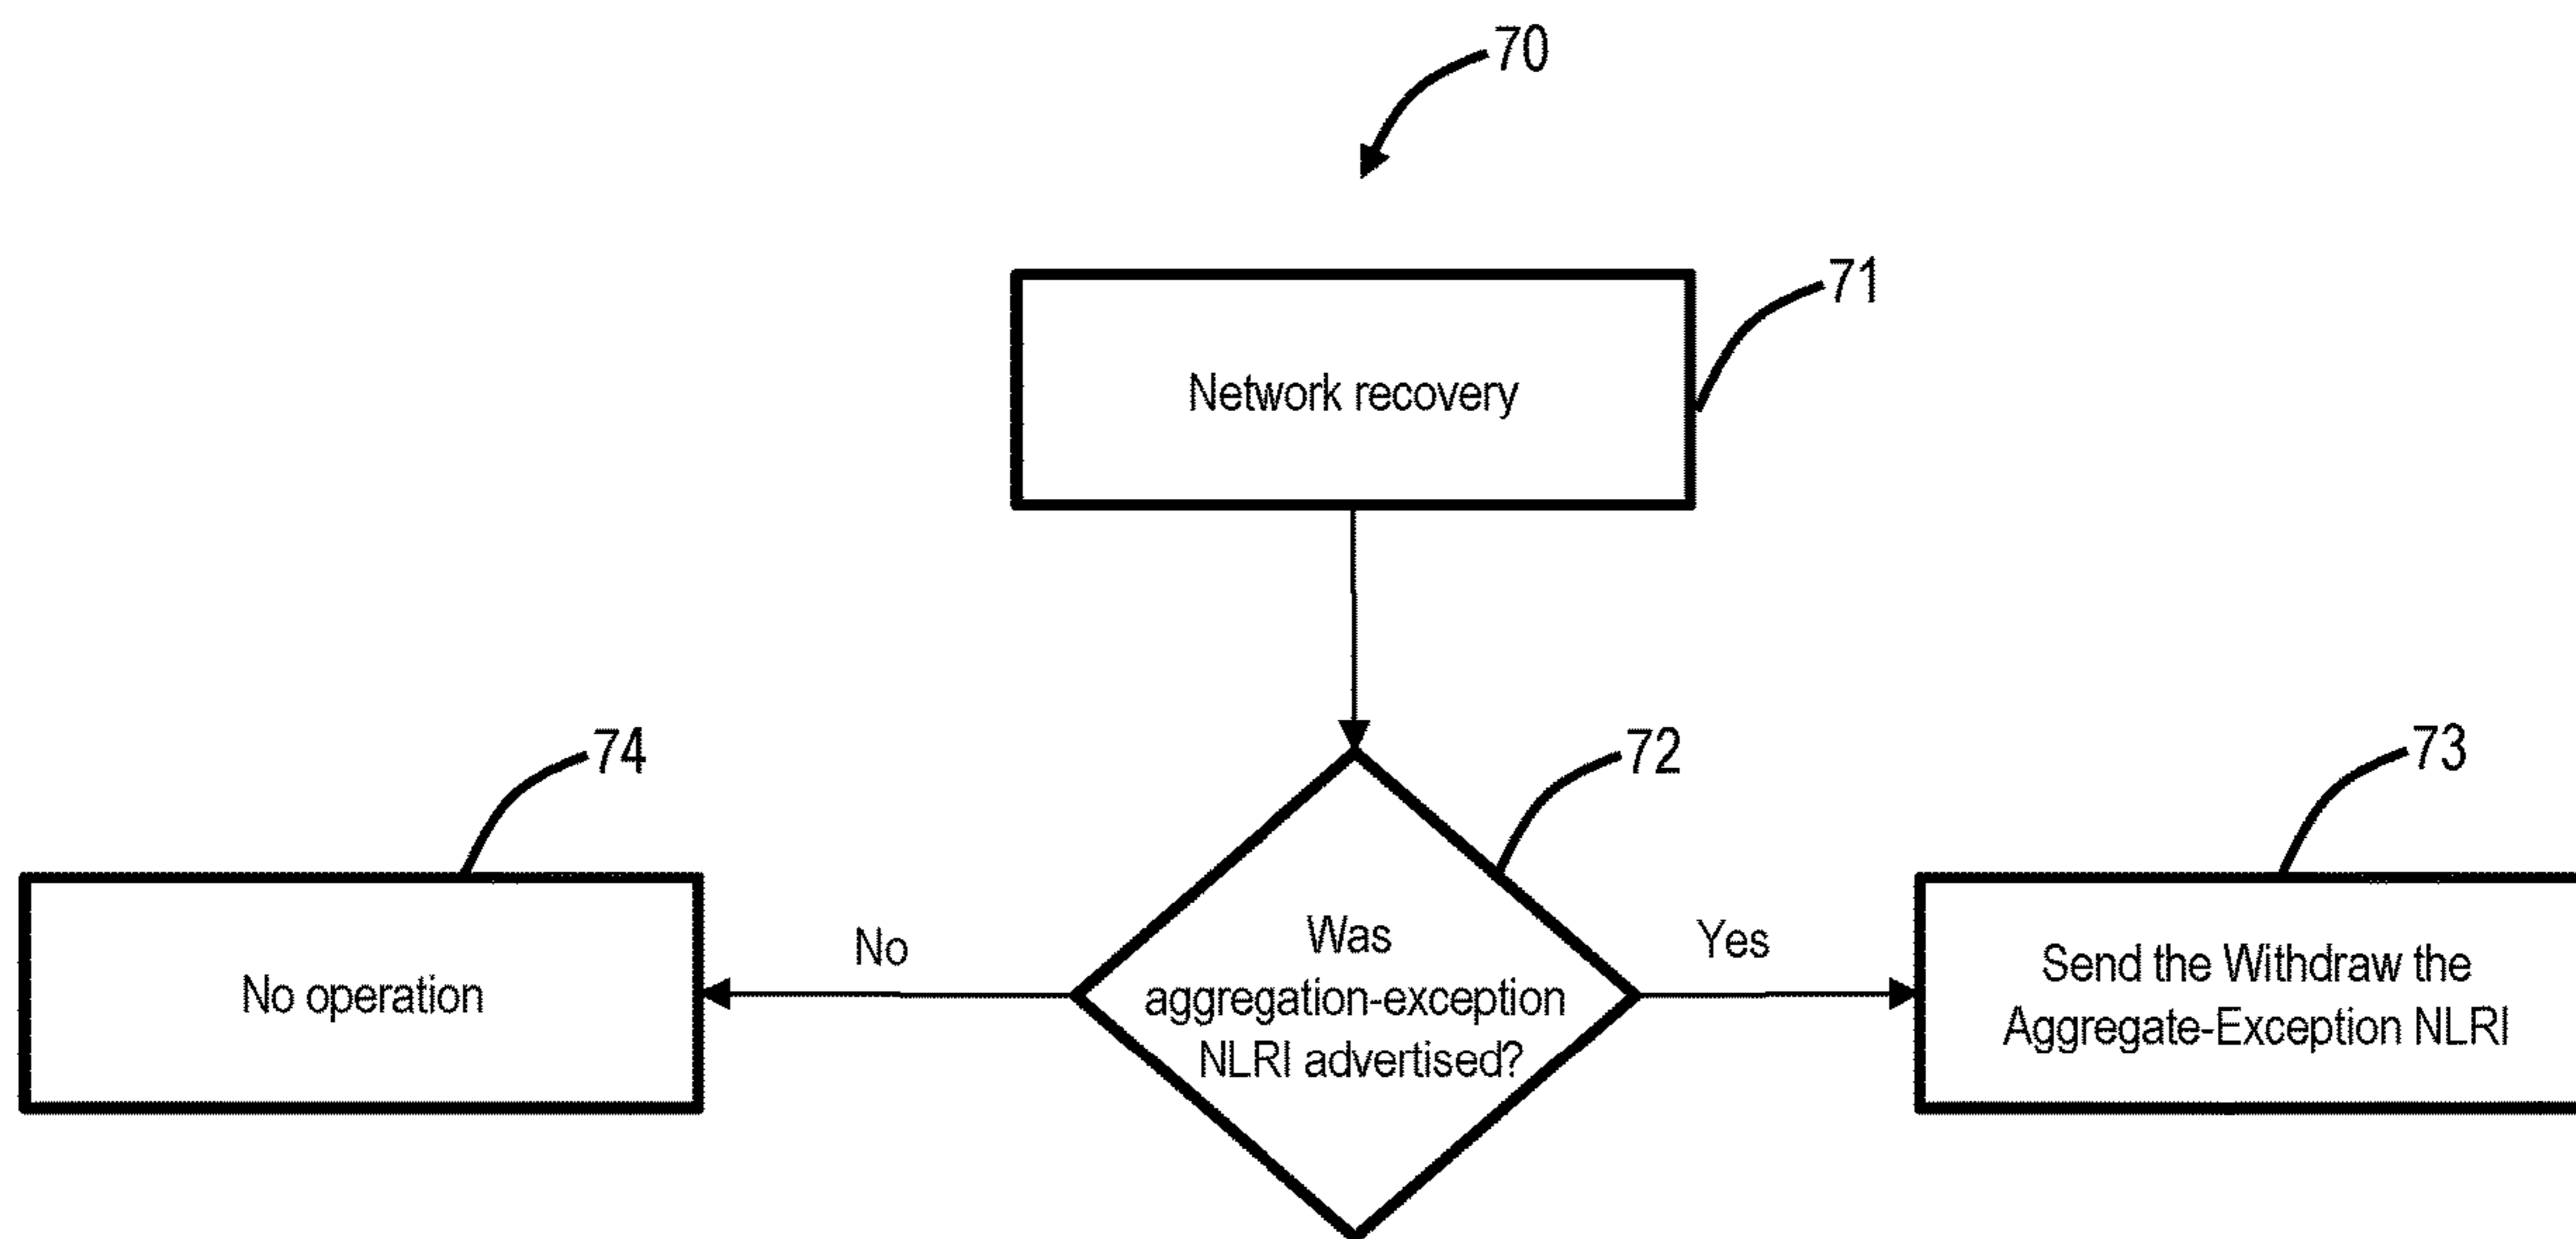 70
71
Network recovery
74
72
73
No
Yes
Was
aggregation-exception
NLRI advertised?
No operation
Send the Withdraw the
Aggregate-Exception NLRI